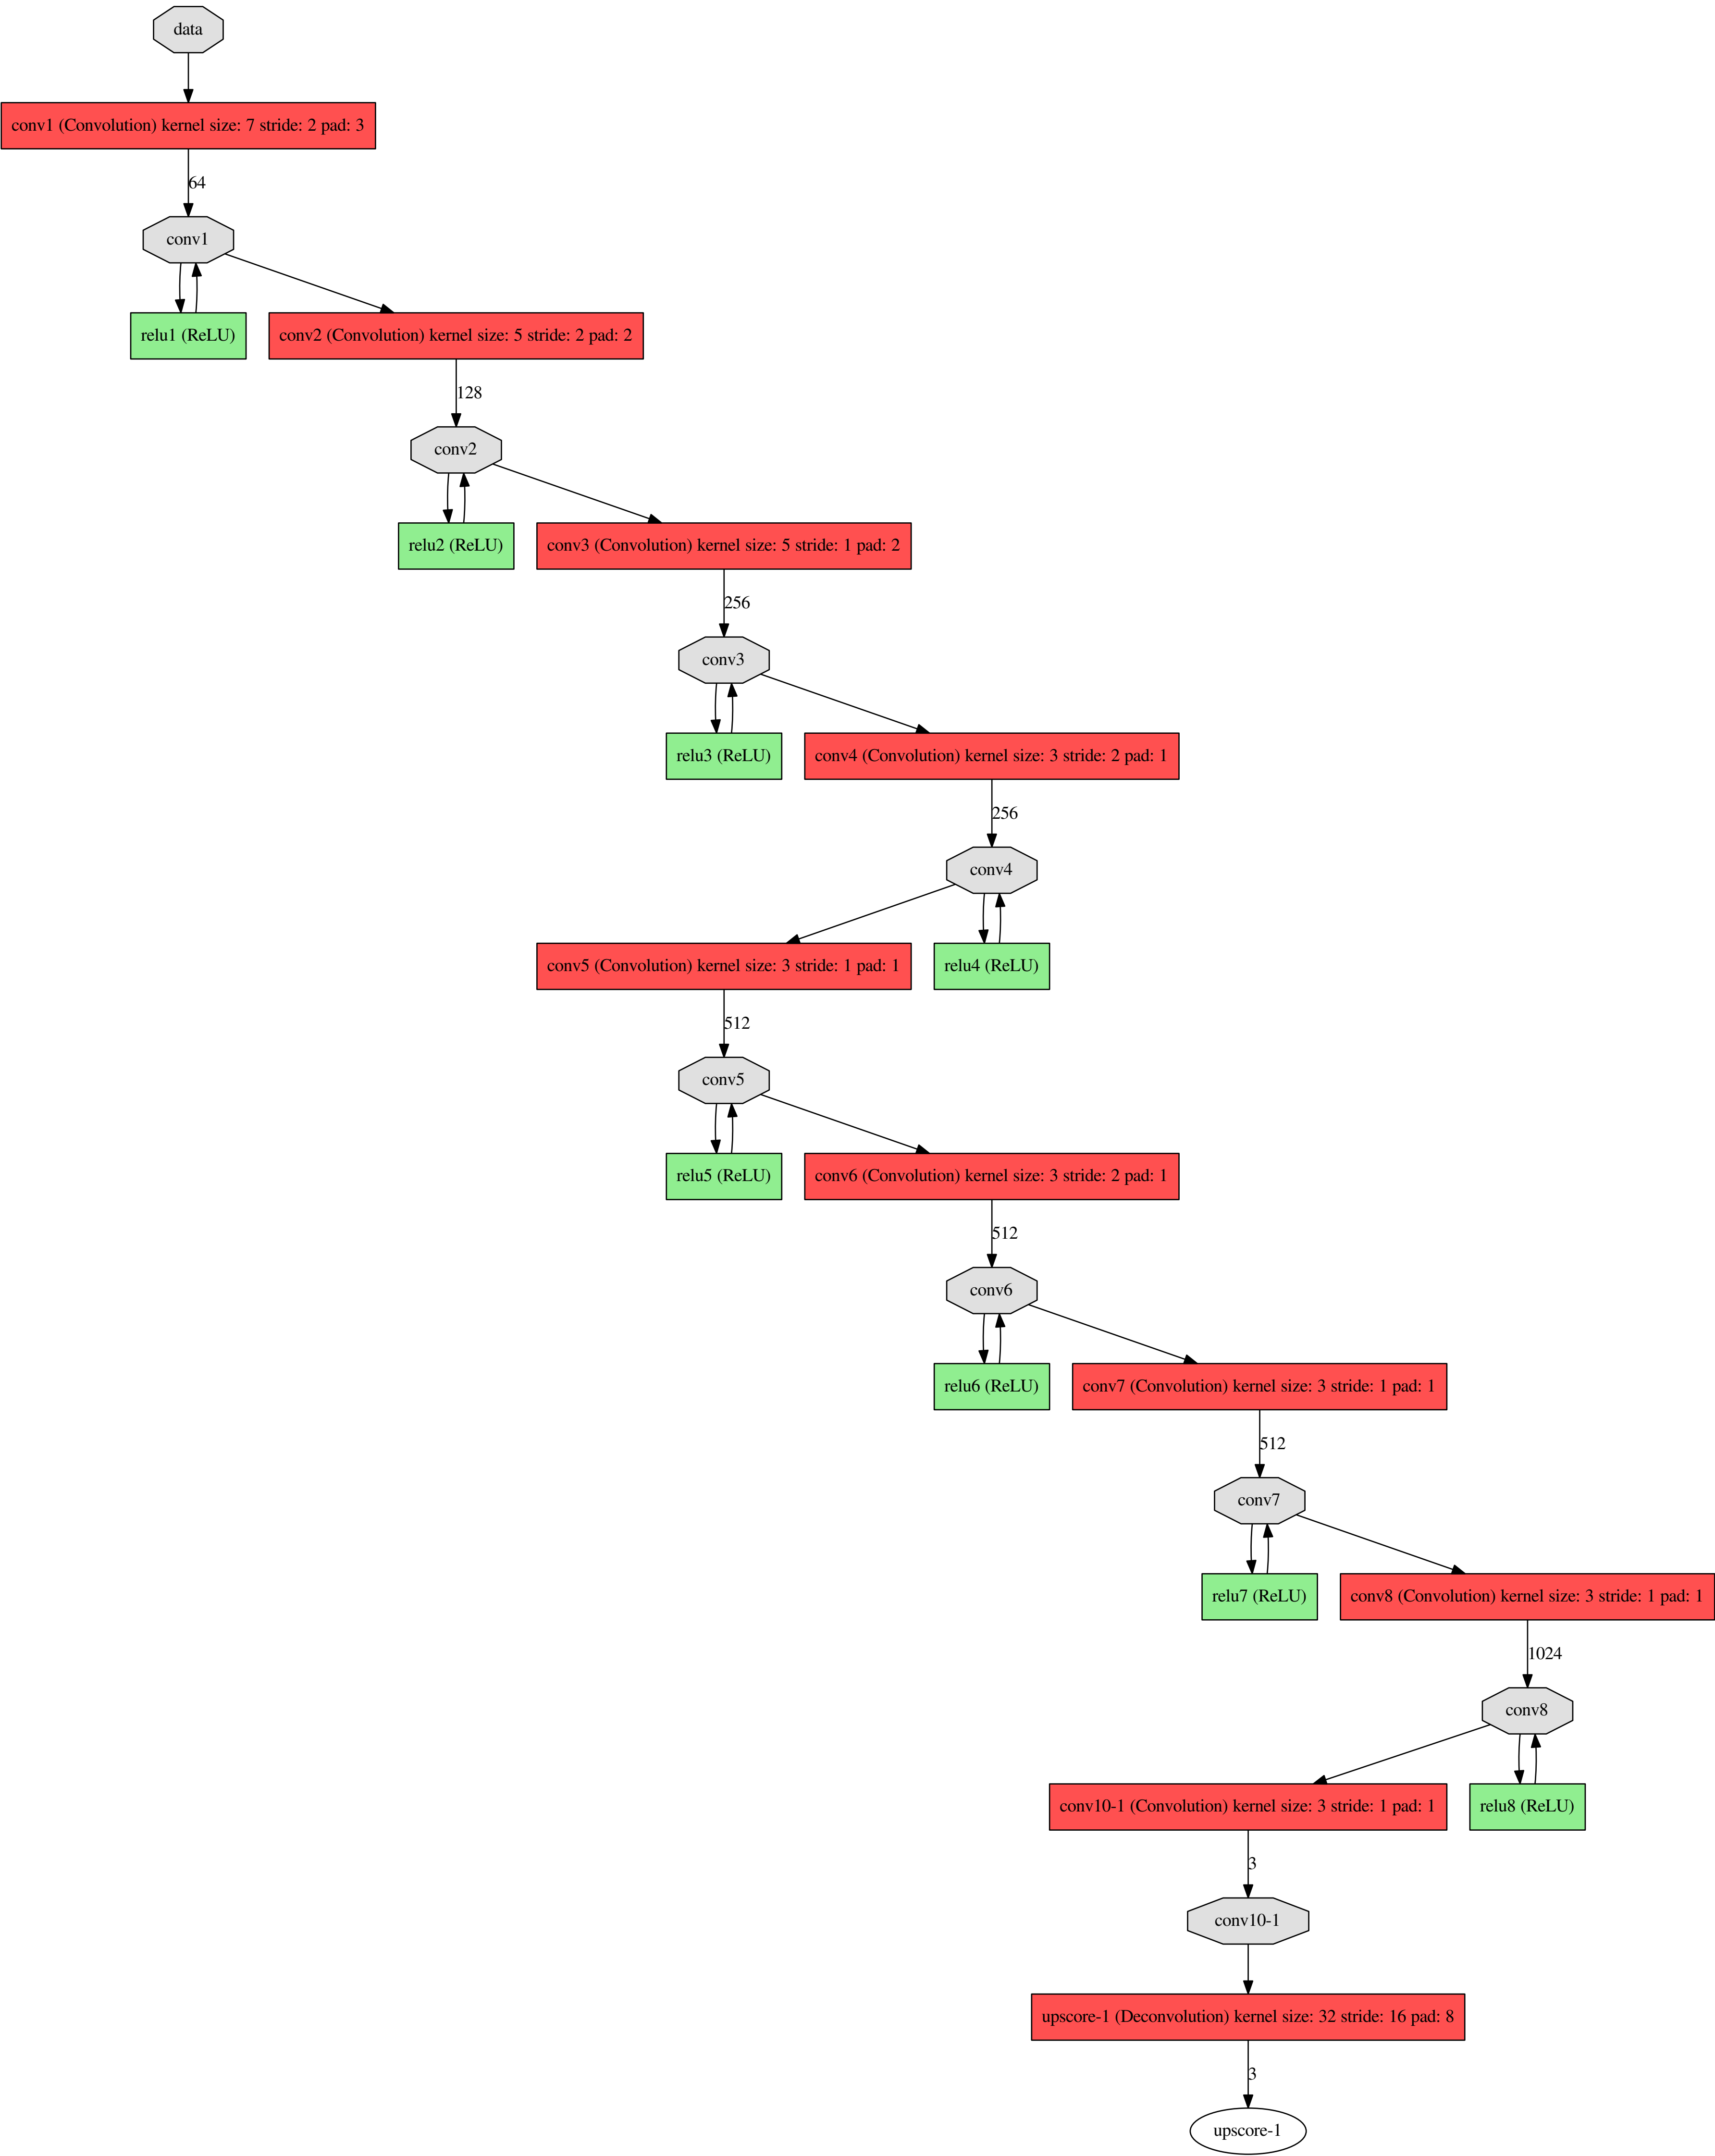 data
conv1 (Convolution) kernel size: 7 stride: 2 pad: 3
64
conv1
relu1 (ReLU)
conv2 (Convolution) kernel size: 5 stride: 2 pad: 2
128
conv2
relu2 (ReLU)
conv3 (Convolution) kernel size: 5 stride: 1 pad: 2
256
conv3
relu3 (ReLU)
conv4 (Convolution) kernel size: 3 stride: 2 pad: 1
256
conv4
conv5 (Convolution) kernel size: 3 stride: 1 pad: 1
relu4 (ReLU)
512
conv5
relu5 (ReLU)
conv6 (Convolution) kernel size: 3 stride: 2 pad: 1
512
conv6
relu6 (ReLU)
conv7 (Convolution) kernel size: 3 stride: 1 pad: 1
512
conv7
relu7 (ReLU)
conv8 (Convolution) kernel size: 3 stride: 1 pad: 1
1024
conv8
conv10-1 (Convolution) kernel size: 3 stride: 1 pad: 1
relu8 (ReLU)
3
conv10-1
upscore-1 (Deconvolution) kernel size: 32 stride: 16 pad: 8
3
upscore-1